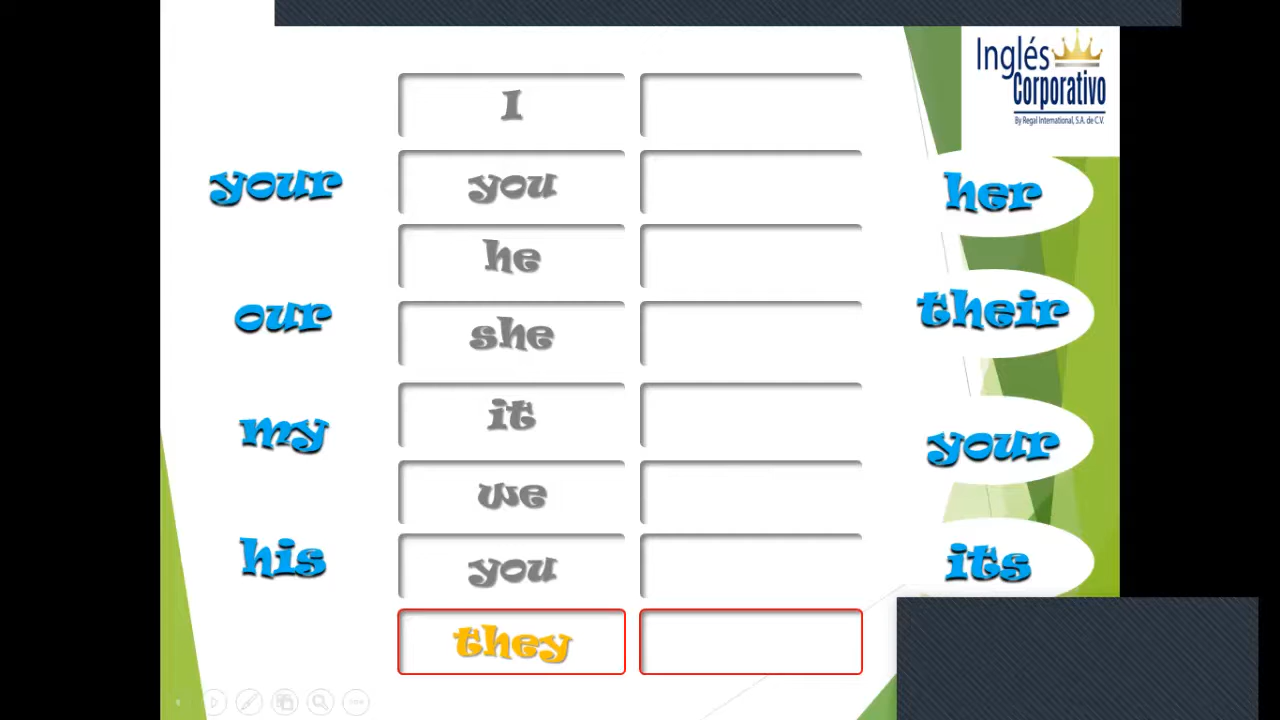 Inglés
Corporativo
By Regal International, S.A. de C.V.
I
your
you
her
he
our
she
their
my
it
your
we
his
you
its
they